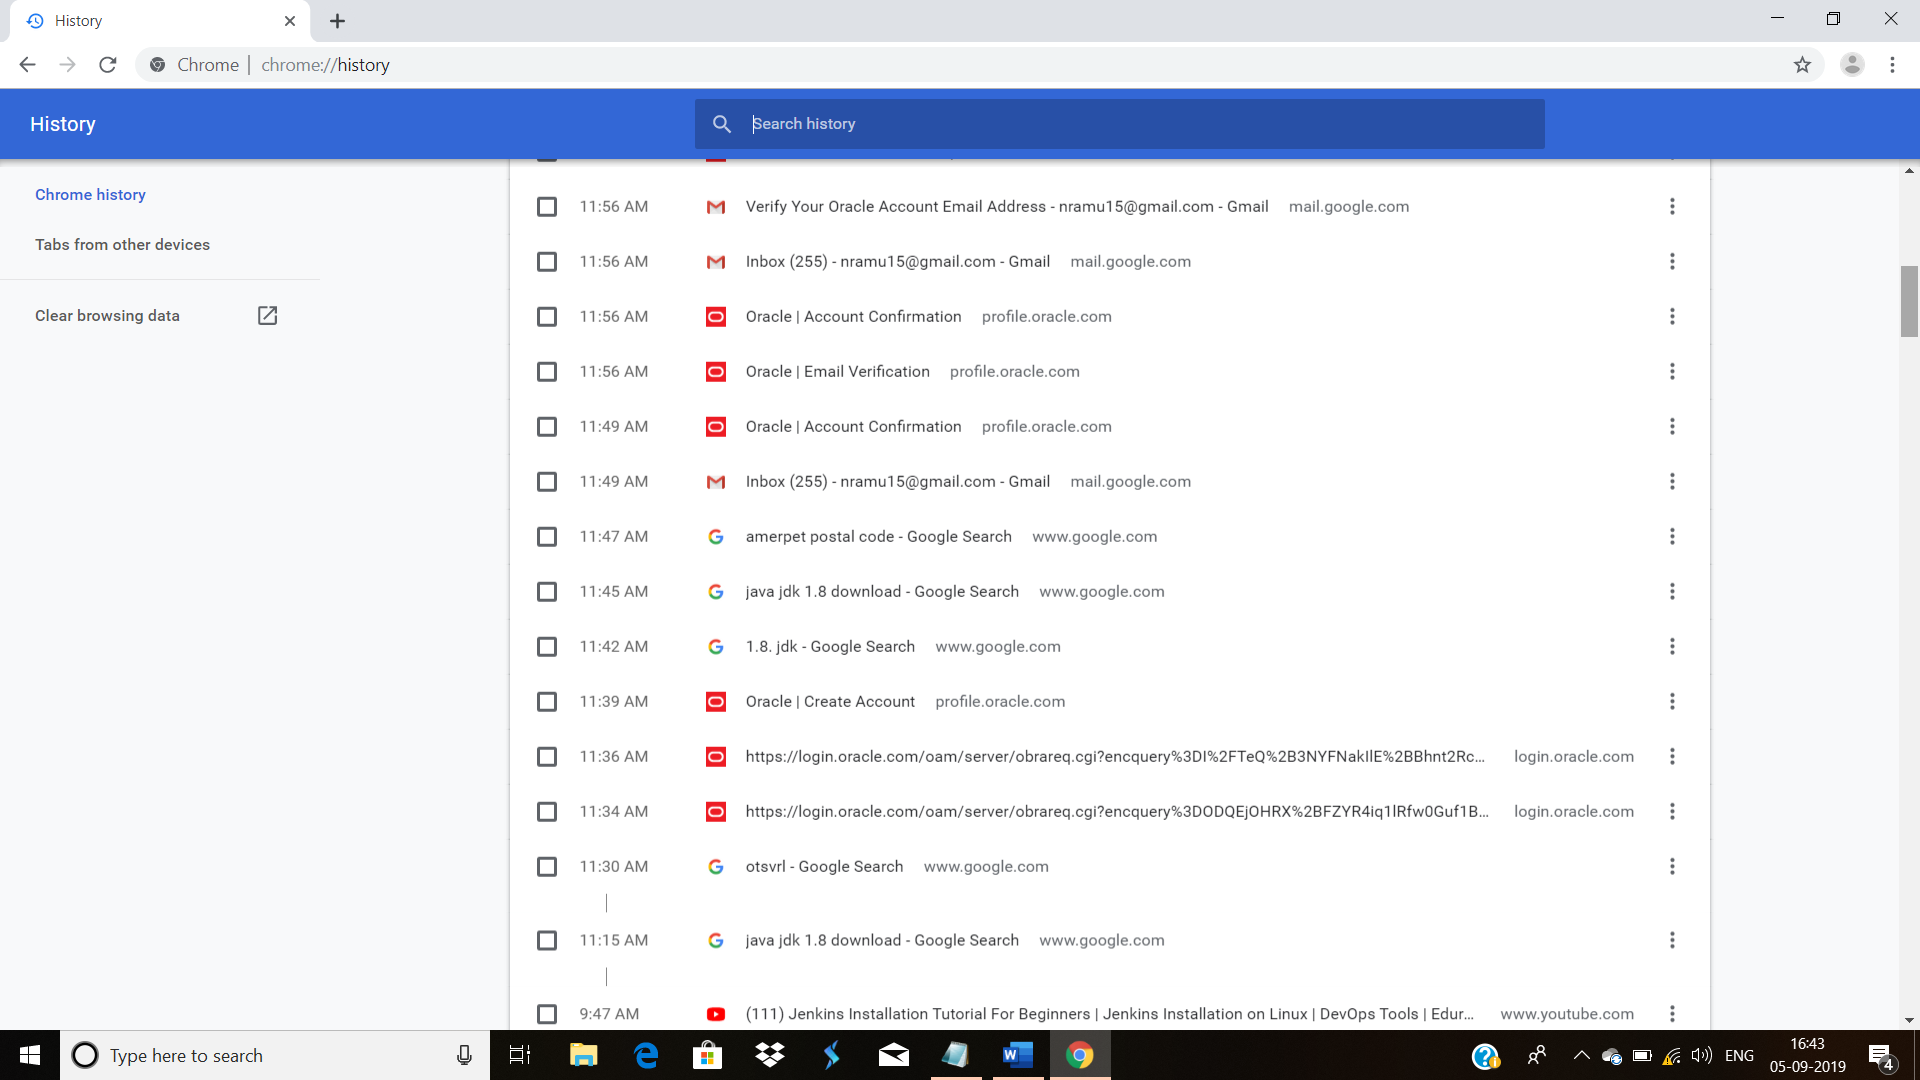 History
Chrome
chrome://history
History
Search history
Chrome history
Tabs from other devices
Clear browsing data
11:56 AM Verify Your Oracle Account Email Address - nramu15@gmail.com - Gmail mail.google.com
11:56 AM Inbox (255) - nramu15@gmail.com - Gmail mail.google.com
11:56 AM Oracle | Account Confirmation profile.oracle.com
11:56 AM Oracle | Email Verification profile.oracle.com
11:49 AM Oracle | Account Confirmation profile.oracle.com
11:49 AM Inbox (255) - nramu15@gmail.com - Gmail mail.google.com
11:47 AM amerpet postal code - Google Search www.google.com
11:45 AM java jdk 1.8 download - Google Search www.google.com
11:42 AM 1.8. jdk - Google Search www.google.com
11:39 AM Oracle | Create Account profile.oracle.com
11:36 AM https://login.oracle.com/oam/server/obrareq.cgi?encquery%3DI%2FTeQ%2B3NYFNakIlE%2BBhnt2Rc... login.oracle.com
11:34 AM https://login.oracle.com/oam/server/obrareq.cgi?encquery%3DODQEjOHRX%2BFZYR4iq1lRfw0Guf1B... login.oracle.com
11:30 AM otsvrl - Google Search www.google.com
11:15 AM java jdk 1.8 download - Google Search www.google.com
9:47 AM (111) Jenkins Installation Tutorial For Beginners | Jenkins Installation on Linux | DevOps Tools | Edur... www.youtube.com
Type here to search
ENG
16:43
05-09-2019
4